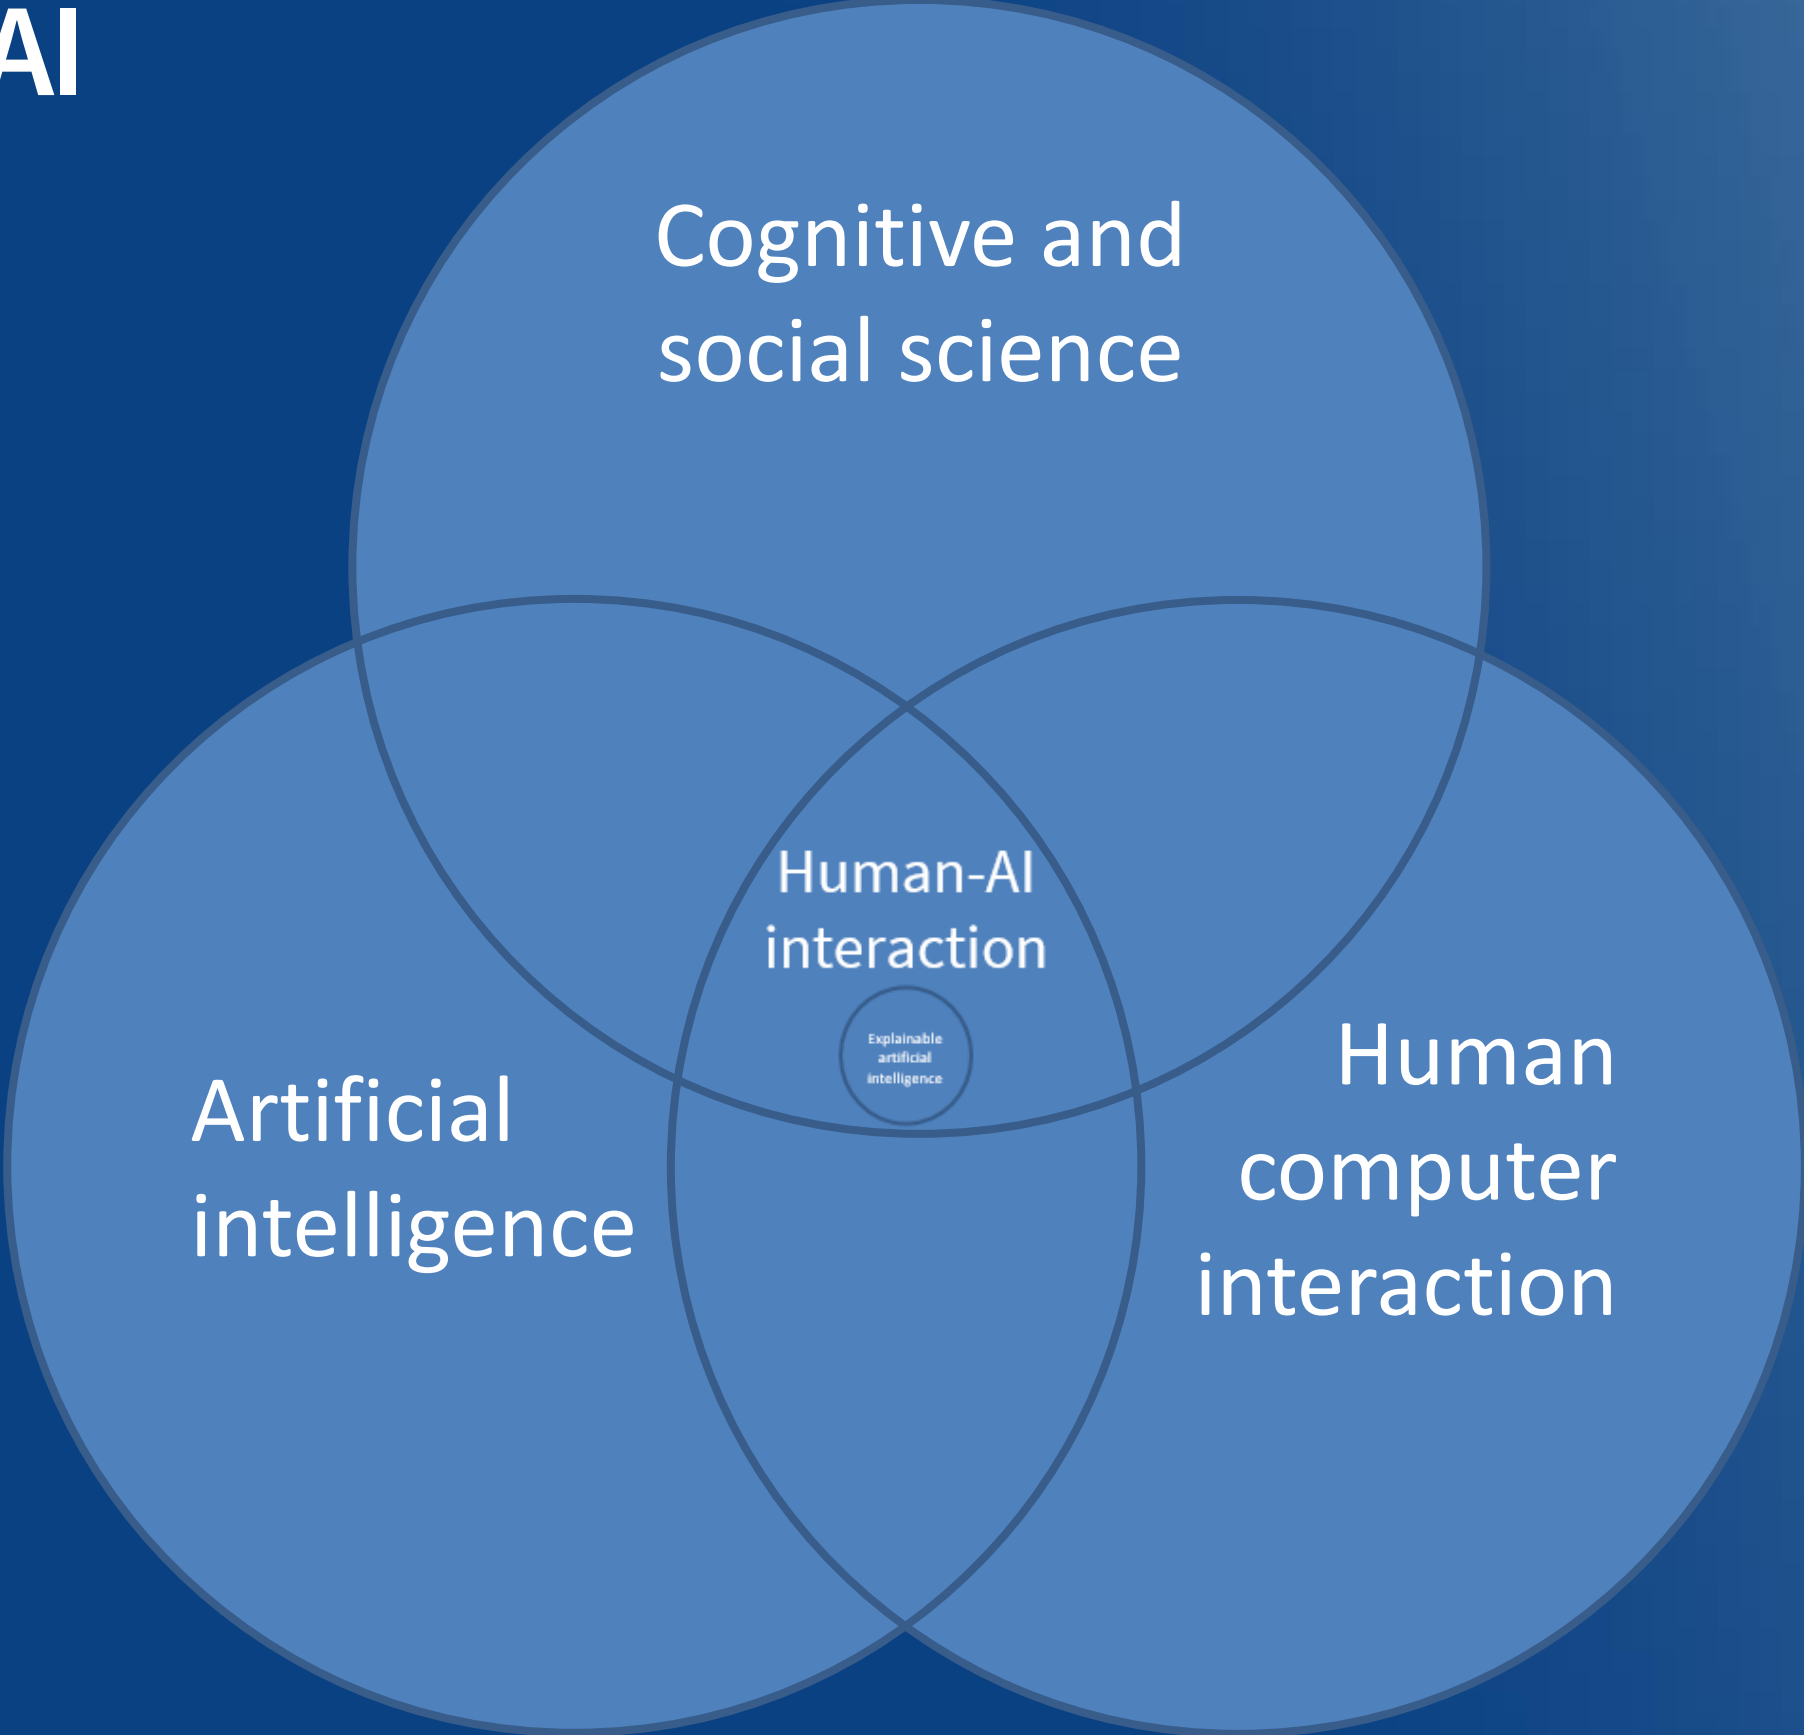 AI
Cognitive and
social science
Human-AI
interaction
Explainable
artificial
intelligence
Artificial
intelligence
Human
computer
interaction